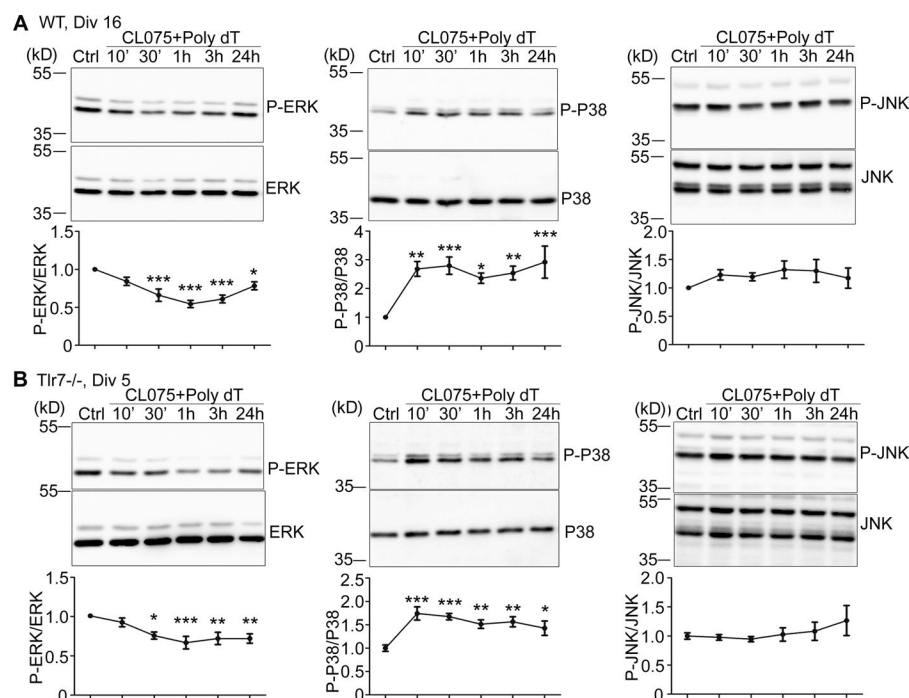 A WT, Div 16
CL075+Poly dT
(kD) Ctrl 10' 30' 1h 3h 24h
55
P-ERK
35
55
ERK
35
1.5
1.0
0.5
0
P-ERK/ERK
*** *** *** *
CL075+Poly dT
(kD) Ctrl 10' 30' 1h 3h 24h
55
P-P38
35
55
P38
35
4
3
2
1
0
P-P38/P38
** *** * ** ***
CL075+Poly dT
(kD) Ctrl 10' 30' 1h 3h 24h
55
P-JNK
35
55
JNK
35
2.0
1.5
1.0
0.5
0
P-JNK/JNK
B Tlr7-/-, Div 5
CL075+Poly dT
(kD) Ctrl 10' 30' 1h 3h 24h
55
P-ERK
55
ERK
1.5
1.0
0.5
0
P-ERK/ERK
* *** ** **
CL075+Poly dT
(kD) Ctrl 10' 30' 1h 3h 24h
P-P38
35
P38
35
2.5
2.0
1.5
1.0
0.5
0
P-P38/P38
*** *** ** ** *
CL075+Poly dT
(kD) Ctrl 10' 30' 1h 3h 24h
55
P-JNK
35
55
JNK
35
2.0
1.5
1.0
0.5
0
P-JNK/JNK